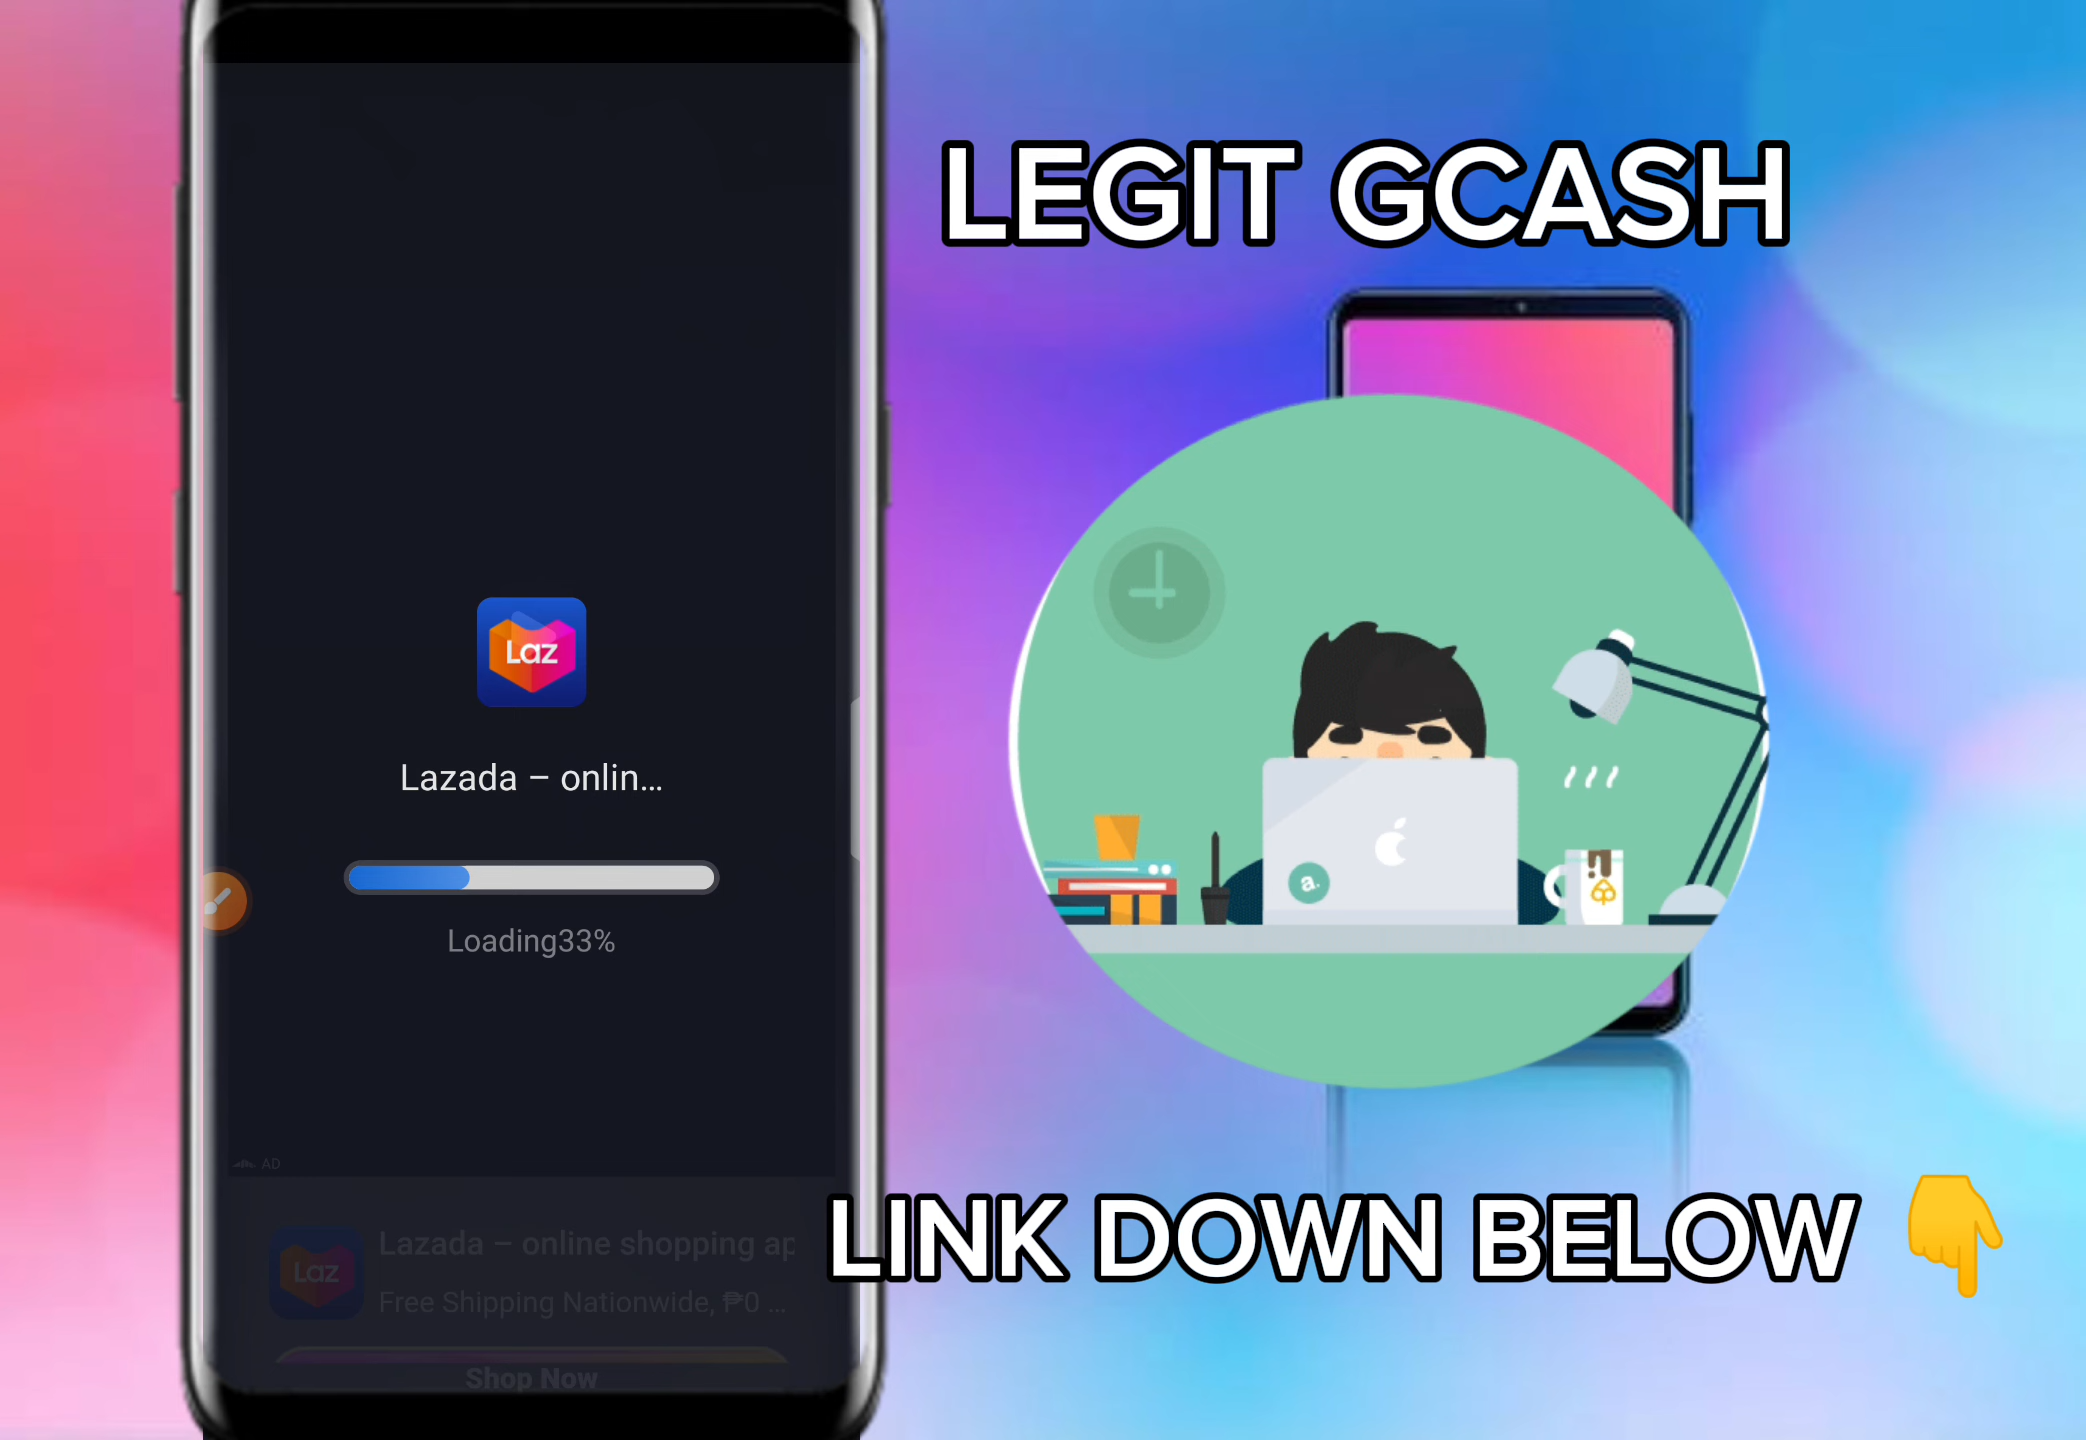 LEGIT GCASH
Laz
Lazada – onlin...
Loading33%
a.
AD
Laz
Lazada – online shopping ap
Free Shipping Nationwide, ₱0 ...
Shop Now
LINK DOWN BELOW